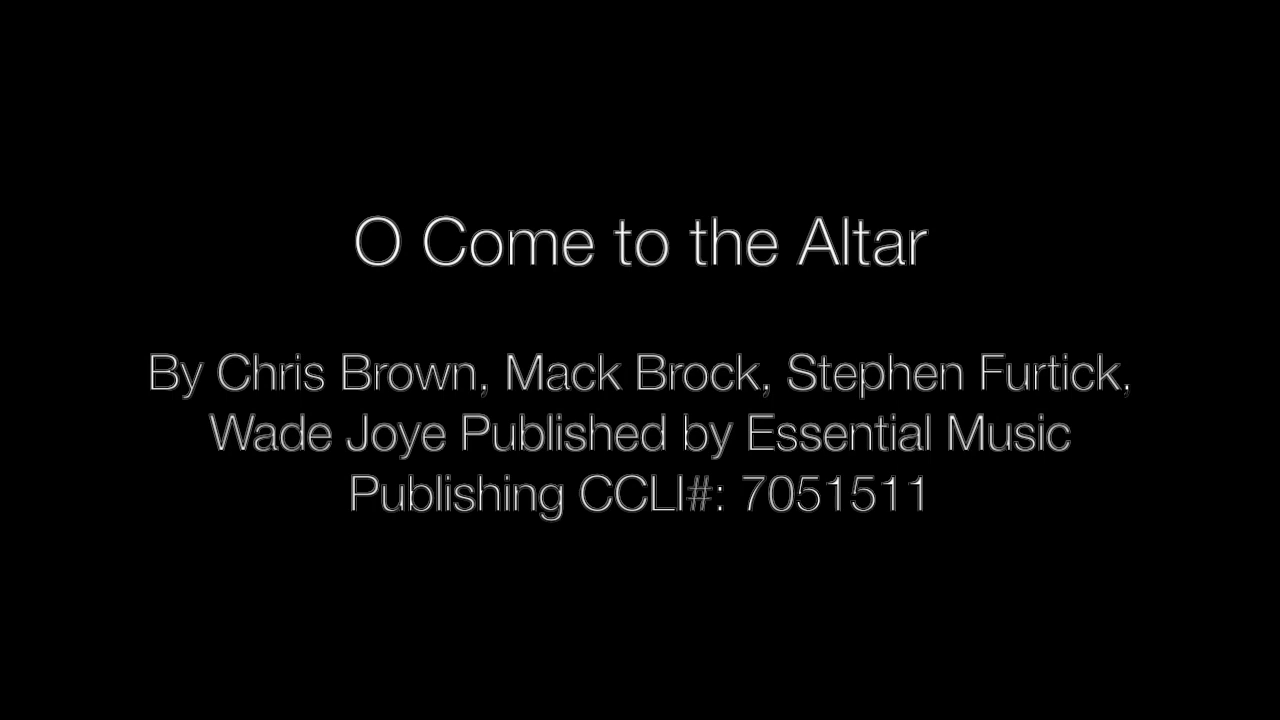 O Come to the Altar
By Chris Brown, Mack Brock, Stephen Furtick,
Wade Joye Published by Essential Music
Publishing CCLI#: 7051511